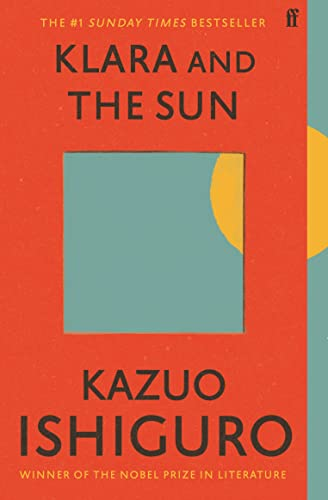 THE #1 SUNDAY TIMES BESTSELLER
ff
KLARA AND
THE SUN
KAZUO
ISHIGURO
WINNER OF THE NOBEL PRIZE IN LITERATURE